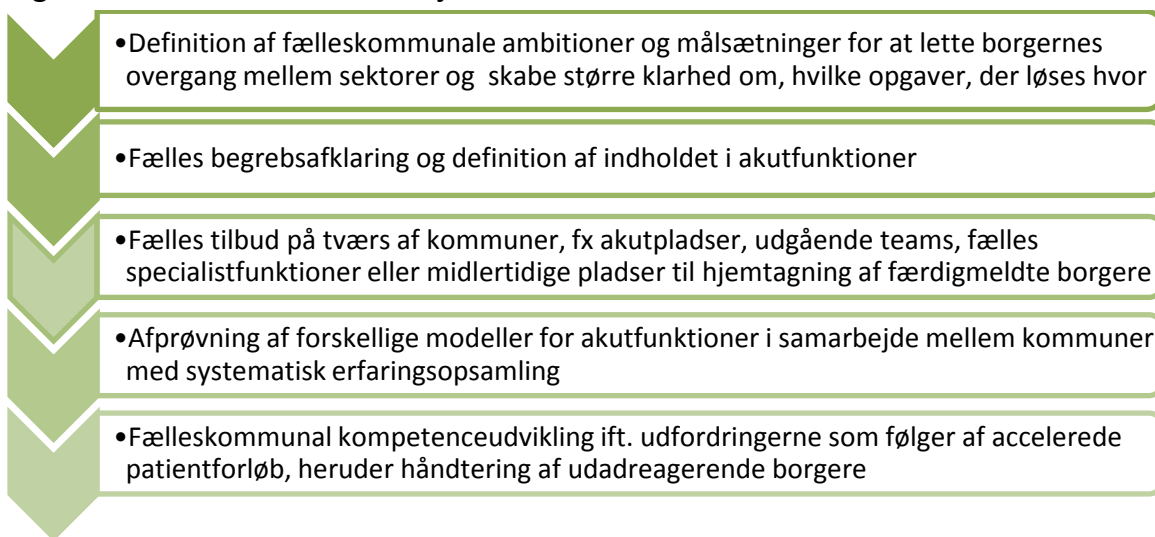 •Definition af fælleskommunale ambitioner og målsætninger for at lette borgernes
overgang mellem sektorer og skabe større klarhed om, hvilke opgaver, der løses hvor
•Fælles begrebsafklaring og definition af indholdet i akutfunktioner
•Fælles tilbud på tværs af kommuner, fx akutpladser, udgående teams, fælles
specialistfunktioner eller midlertidige pladser til hjemtagning af færdigmeldte borgere
•Afprøvning af forskellige modeller for akutfunktioner i samarbejde mellem kommuner
med systematisk erfaringsopsamling
•Fælleskommunal kompetenceudvikling ift. udfordringerne som følger af accelerede
patientforløb, heruder håndtering af udadreagerende borgere